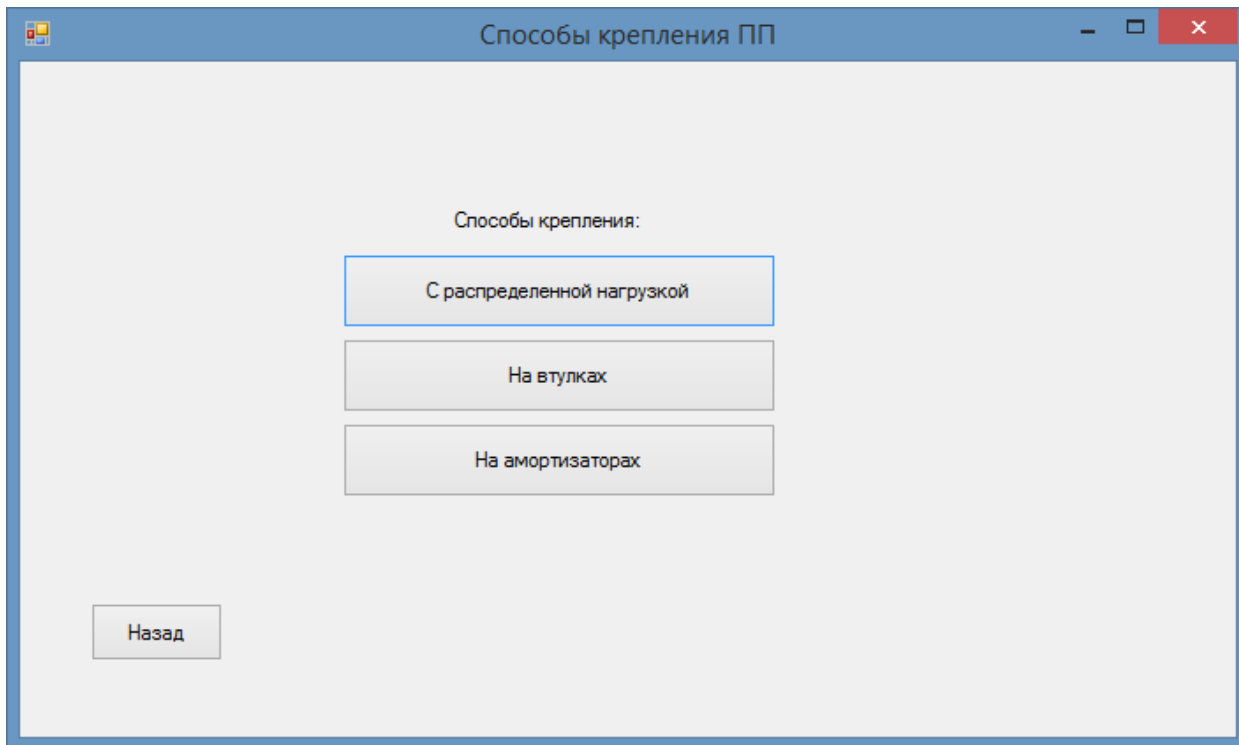 Способы крепления ПП
Способы крепления:
С распределенной нагрузкой
На втулках
На амортизаторах
Назад